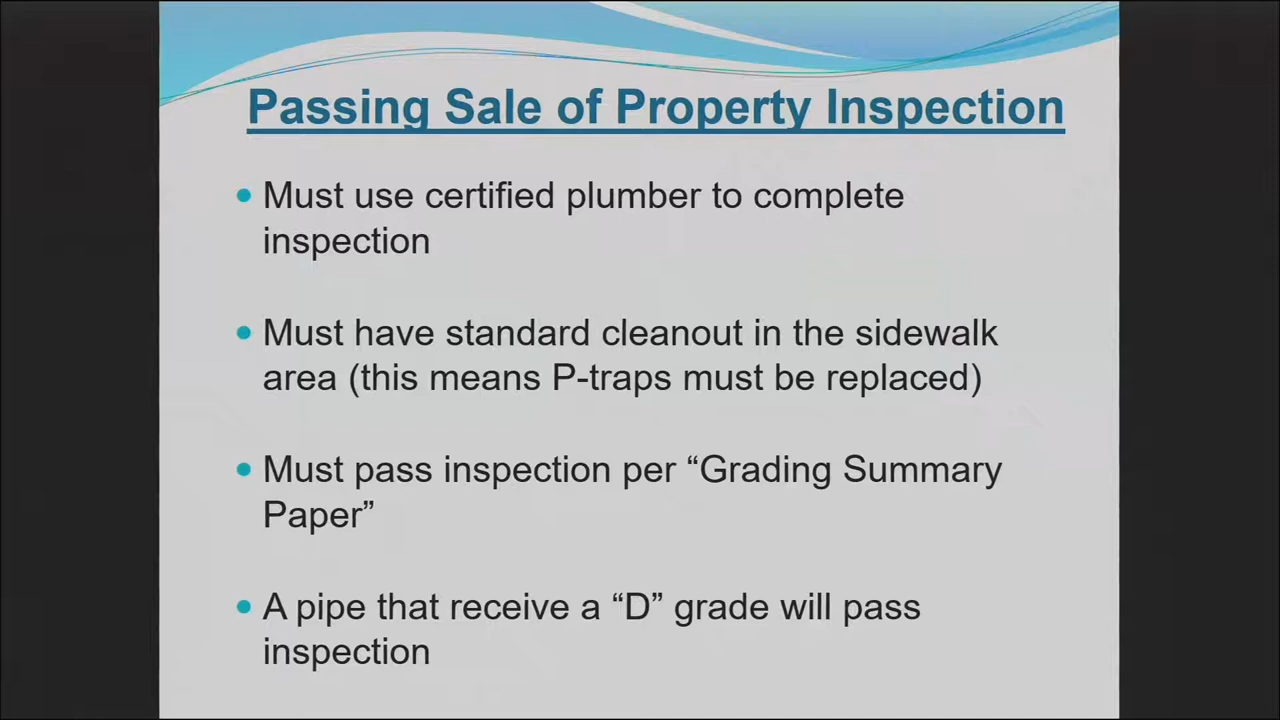 Passing Sale of Property Inspection
• Must use certified plumber to complete
inspection
• Must have standard cleanout in the sidewalk
area (this means P-traps must be replaced)
• Must pass inspection per “Grading Summary
Paper”
• A pipe that receive a “D” grade will pass
inspection